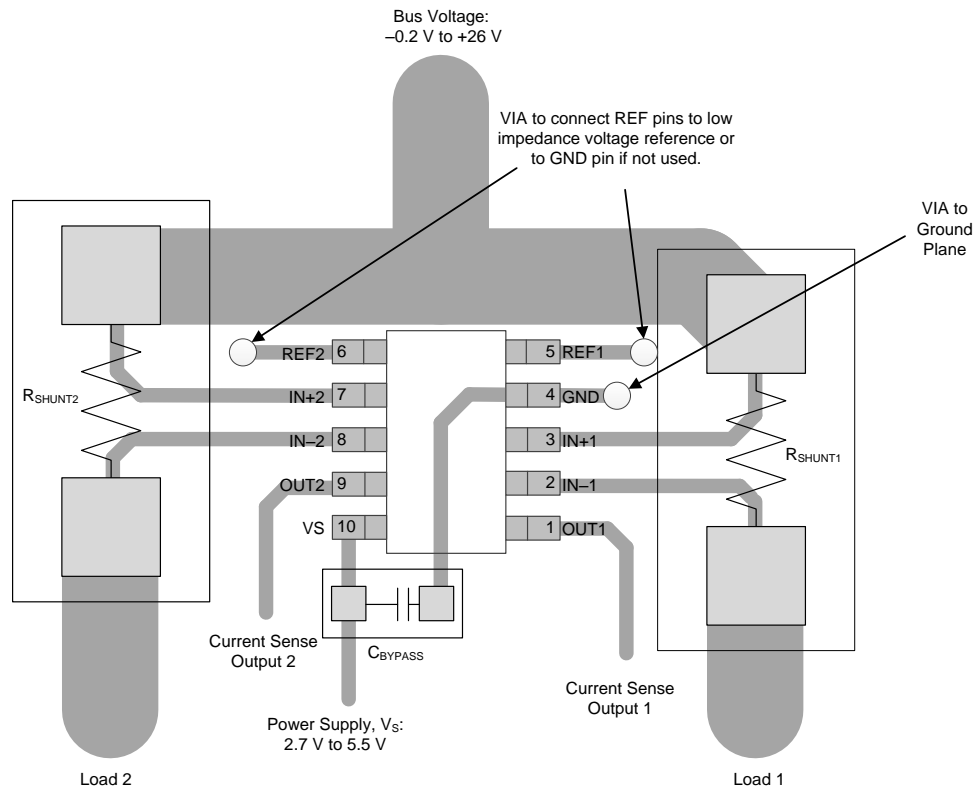 Bus Voltage:
–0.2 V to +26 V
VIA to connect REF pins to low
impedance voltage reference or
to GND pin if not used.
VIA to
Ground
Plane
REF2 6
5 REF1
IN+2 7
4 GND
RSHUNT2
IN–2 8
3 IN+1
RSHUNT1
OUT2 9
2 IN–1
VS 10
1 OUT1
CBYPASS
Current Sense
Output 2
Current Sense
Output 1
Power Supply, VS:
2.7 V to 5.5 V
Load 2
Load 1